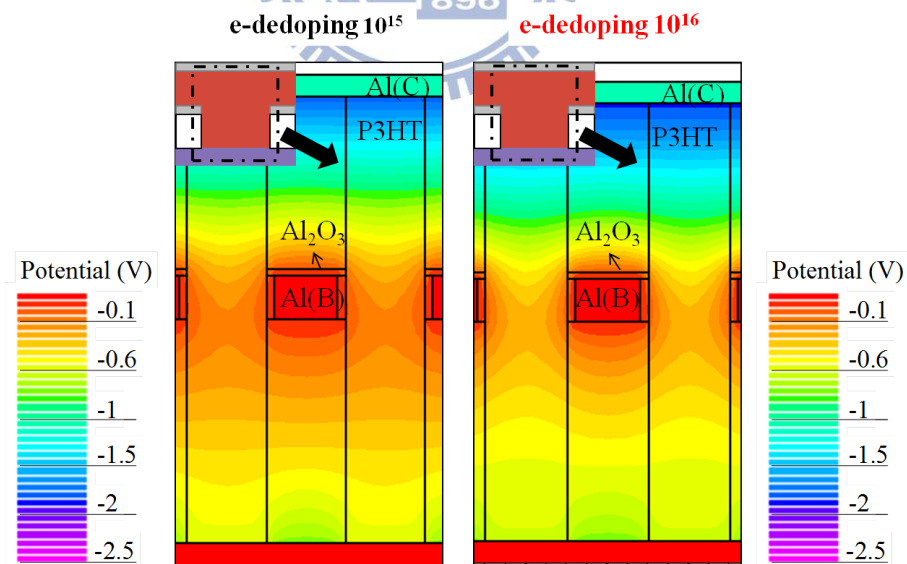 1896
e-dedoping 10¹⁵
e-dedoping 10¹⁶
Al(C)
P3HT
Al₂O₃
Al(B)
Al(C)
P3HT
Al₂O₃
Al(B)
Potential (V)
-0.1
-0.6
-1
-1.5
-2
-2.5
Potential (V)
-0.1
-0.6
-1
-1.5
-2
-2.5